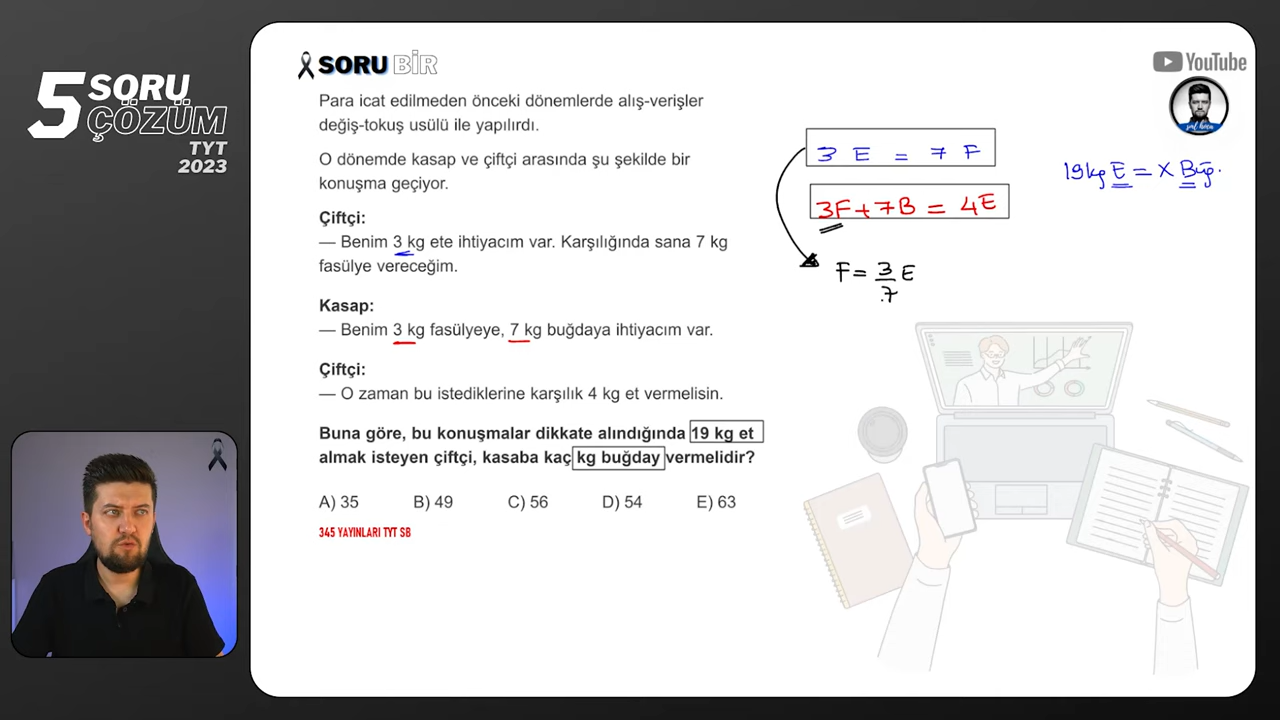 5 SORU
ÇÖZÜM
TYT
2023
SORU BİR
YouTube
Para icat edilmeden önceki dönemlerde alış-verişler
değiş-tokuş usülü ile yapılırdı.
O dönemde kasap ve çiftçi arasında şu şekilde bir
konuşma geçiyor.
Çiftçi:
— Benim 3 kg ete ihtiyacım var. Karşılığında sana 7 kg
fasülye vereceğim.
Kasap:
— Benim 3 kg fasülyeye, 7 kg buğdaya ihtiyacım var.
Çiftçi:
— O zaman bu istediklerine karşılık 4 kg et vermelisin.
Buna göre, bu konuşmalar dikkate alındığında 19 kg et
almak isteyen çiftçi, kasaba kaç kg buğday vermelidir?
A) 35 B) 49 C) 56 D) 54 E) 63
345 YAYINLARI TYT SB
3 E = 7 F
3F + 7B = 4E
F = 3/7 E
19 kg E = x Buğ.